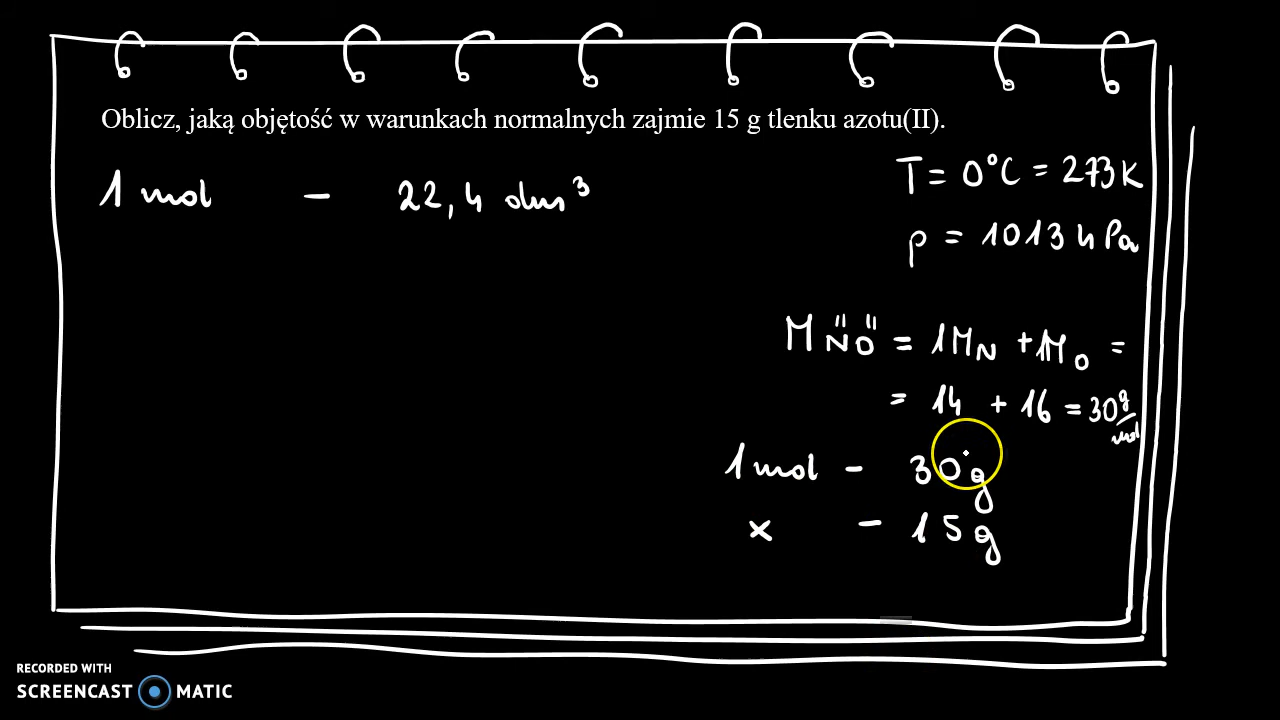 Oblicz, jaką objętość w warunkach normalnych zajmie 15 g tlenku azotu(II).
1 mol - 22,4 dm³
T = 0°C = 273K
p = 1013 hPa
M NO = 1M_N + 1M_O =
= 14 + 16 = 30 g/mol
1 mol - 30 g
x - 15 g
RECORDED WITH
SCREENCAST MATIC